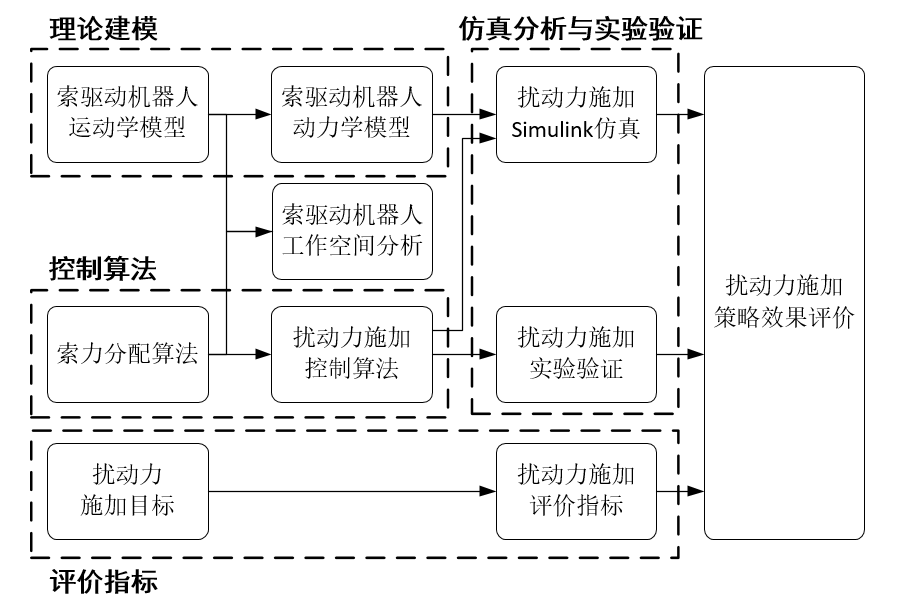 理论建模
仿真分析与实验验证
索驱动机器人
运动学模型
索驱动机器人
动力学模型
扰动力施加
Simulink仿真
索驱动机器人
工作空间分析
控制算法
扰动力施加
策略效果评价
索力分配算法
扰动力施加
控制算法
扰动力施加
实验验证
扰动力
施加目标
扰动力施加
评价指标
评价指标